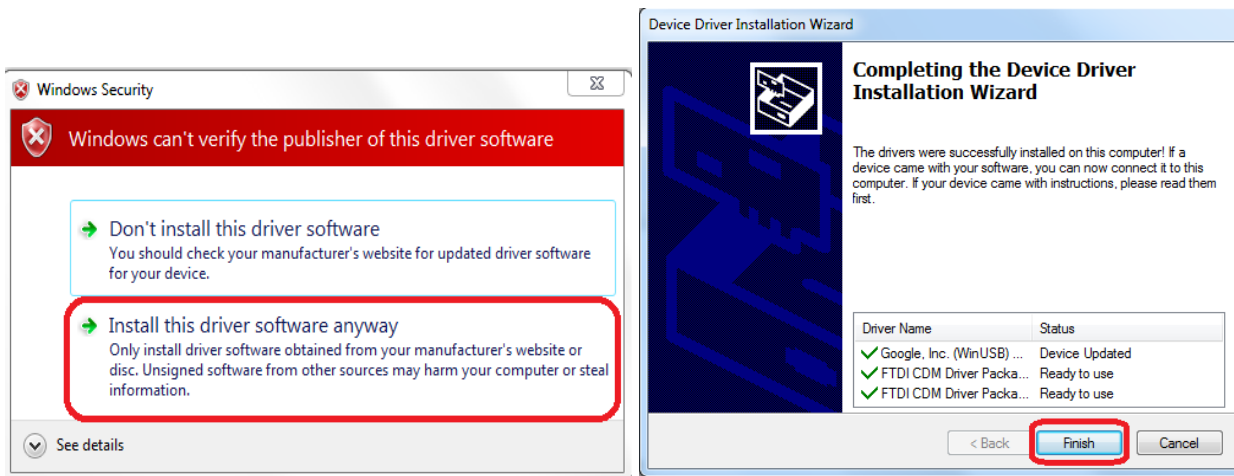 Windows Security
Windows can't verify the publisher of this driver software
Don't install this driver software
You should check your manufacturer's website for updated driver software
for your device.
Install this driver software anyway
Only install driver software obtained from your manufacturer's website or
disc. Unsigned software from other sources may harm your computer or steal
information.
See details
Device Driver Installation Wizard
Completing the Device Driver
Installation Wizard
The drivers were successfully installed on this computer! If a
device came with your software, you can now connect it to this
computer. If your device came with instructions, please read them
first.
Driver Name Status
Google, Inc. (WinUSB) ... Device Updated
FTDI CDM Driver Packa... Ready to use
FTDI CDM Driver Packa... Ready to use
< Back Finish Cancel